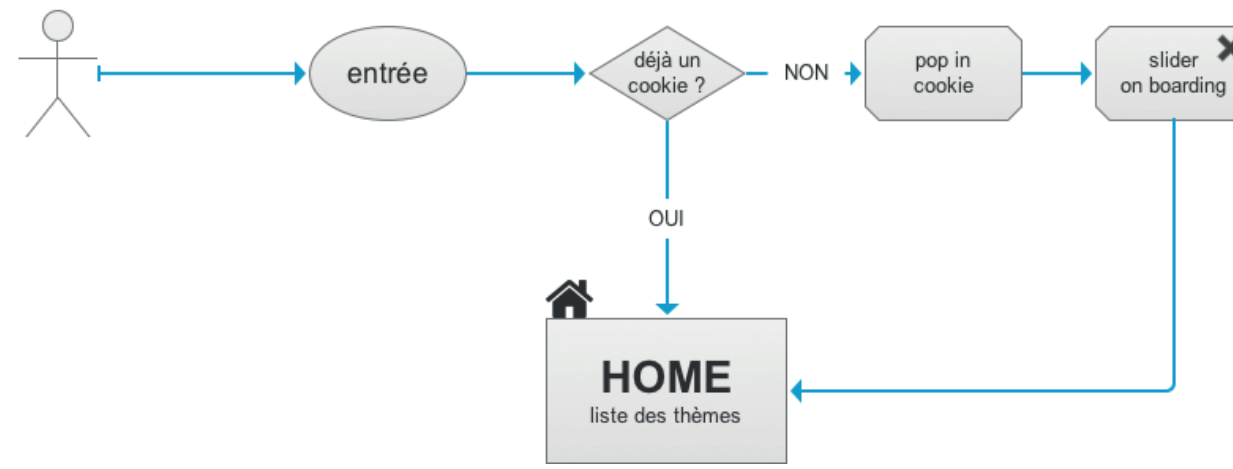 entrée
déjà un
cookie ?
NON
pop in
cookie
slider
on boarding
OUI
HOME
liste des thèmes